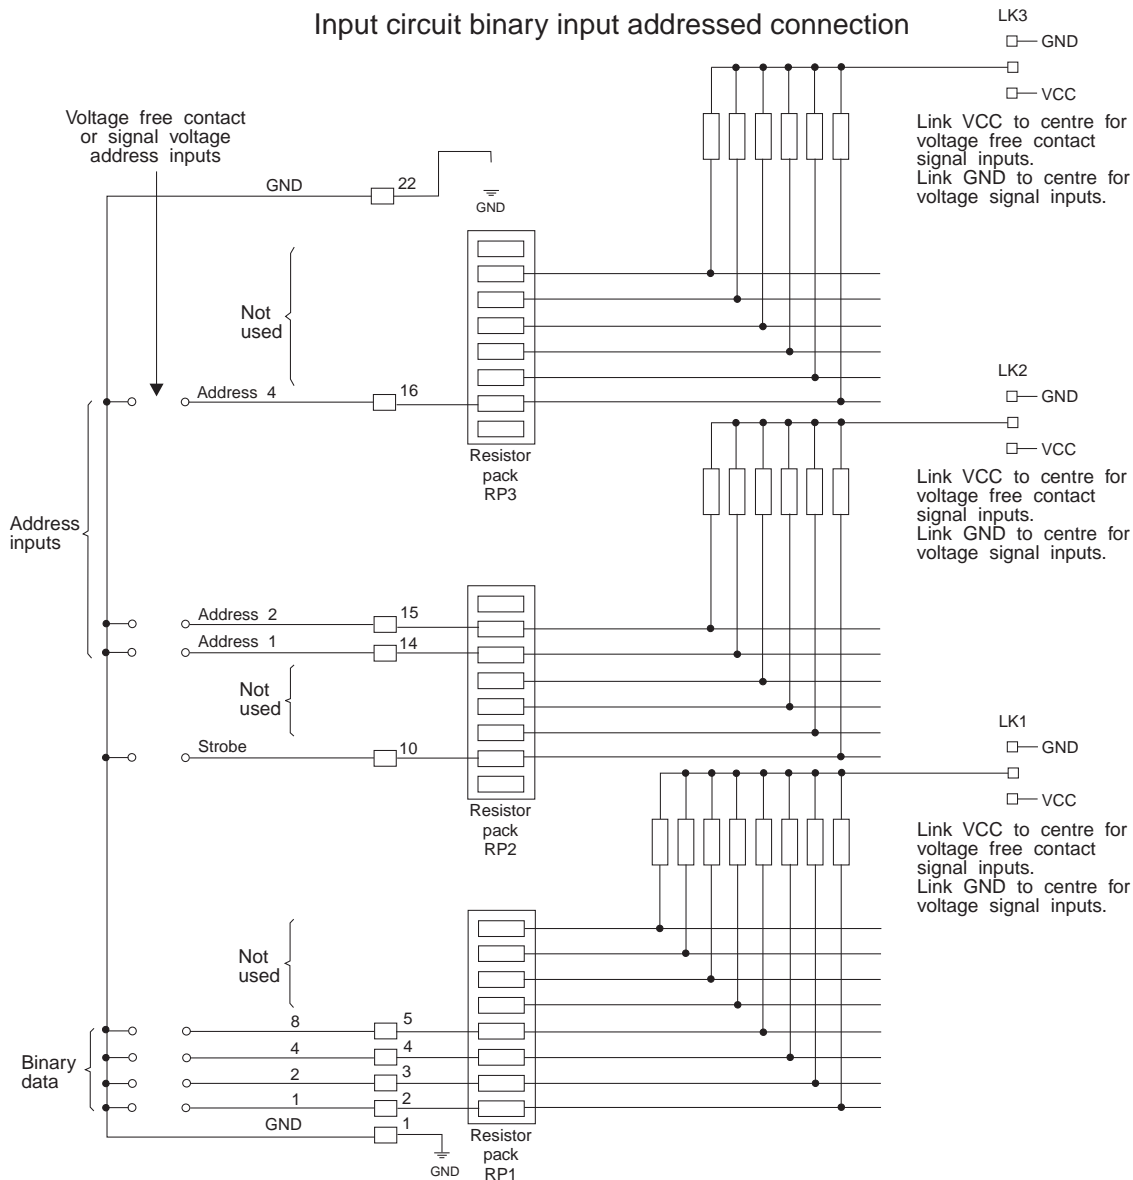 Input circuit binary input addressed connection
LK3
GND
VCC
Link VCC to centre for
voltage free contact
signal inputs.
Link GND to centre for
voltage signal inputs.
Voltage free contact
or signal voltage
address inputs
GND
22
GND
Not
used
Address 4
16
Resistor
pack
RP3
LK2
GND
VCC
Link VCC to centre for
voltage free contact
signal inputs.
Link GND to centre for
voltage signal inputs.
Address
inputs
Address 2
15
Address 1
14
Not
used
Strobe
10
Resistor
pack
RP2
LK1
GND
VCC
Link VCC to centre for
voltage free contact
signal inputs.
Link GND to centre for
voltage signal inputs.
Not
used
Binary
data
8
5
4
4
2
3
1
2
GND
1
GND
Resistor
pack
RP1